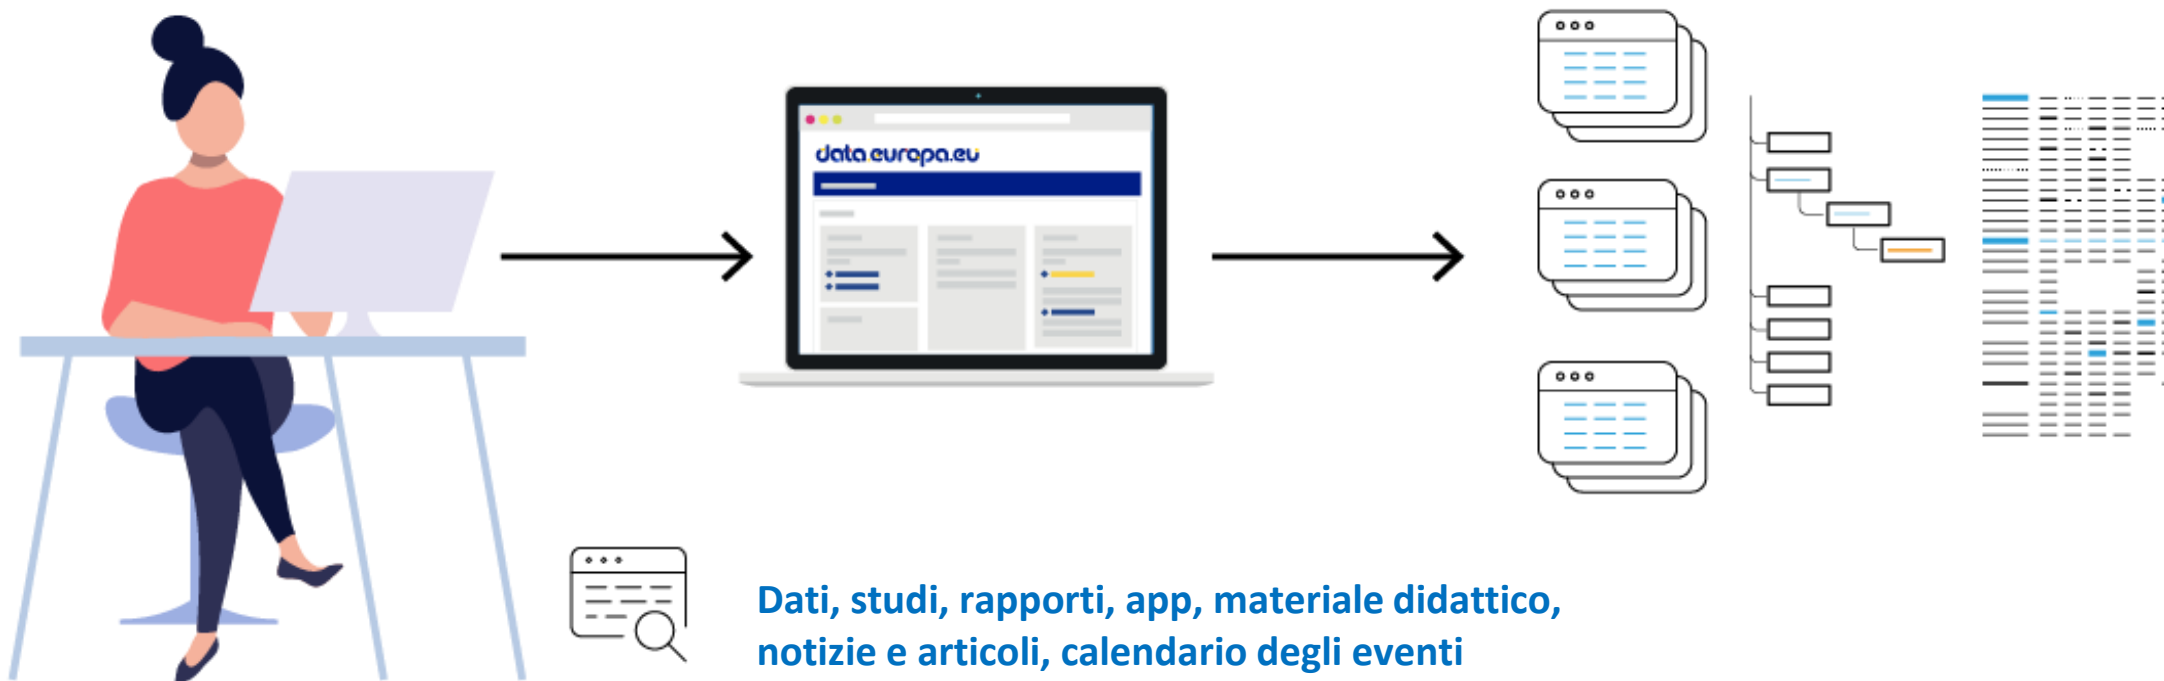 data.europa.eu
Dati, studi, rapporti, app, materiale didattico,
notizie e articoli, calendario degli eventi